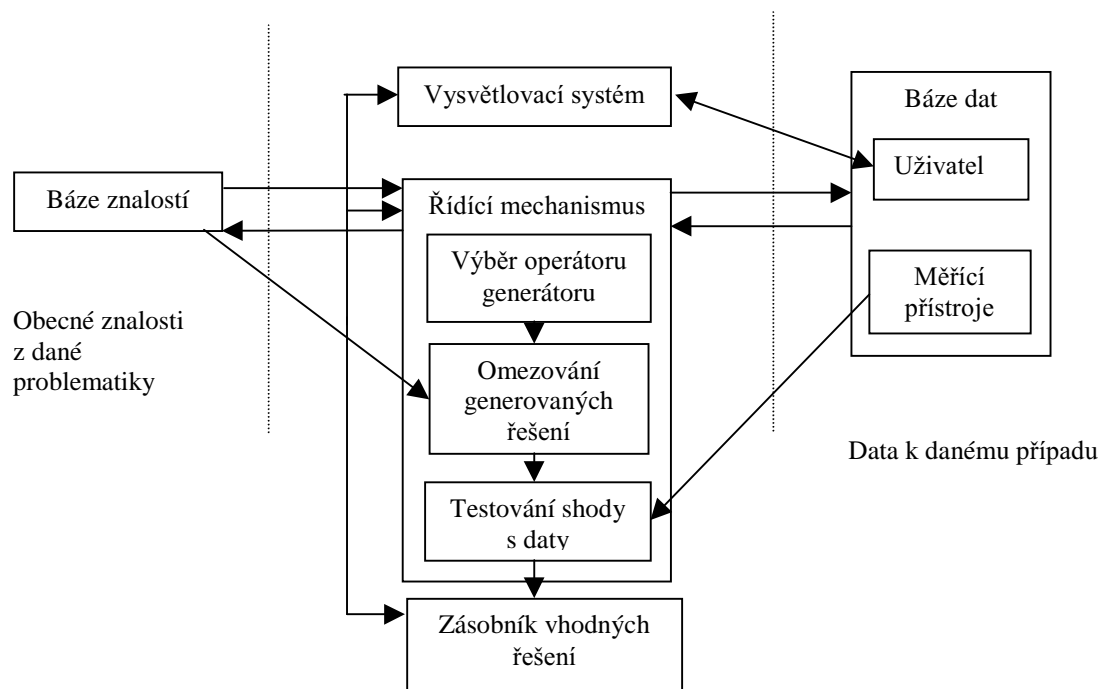 Vysvětlovací systém
Báze dat
Uživatel
Báze znalostí
Řídící mechanismus
Výběr operátoru
generátoru
Měřící
přístroje
Obecné znalosti
z dané
problematiky
Omezování
generovaných
řešení
Data k danému případu
Testování shody
s daty
Zásobník vhodných
řešení